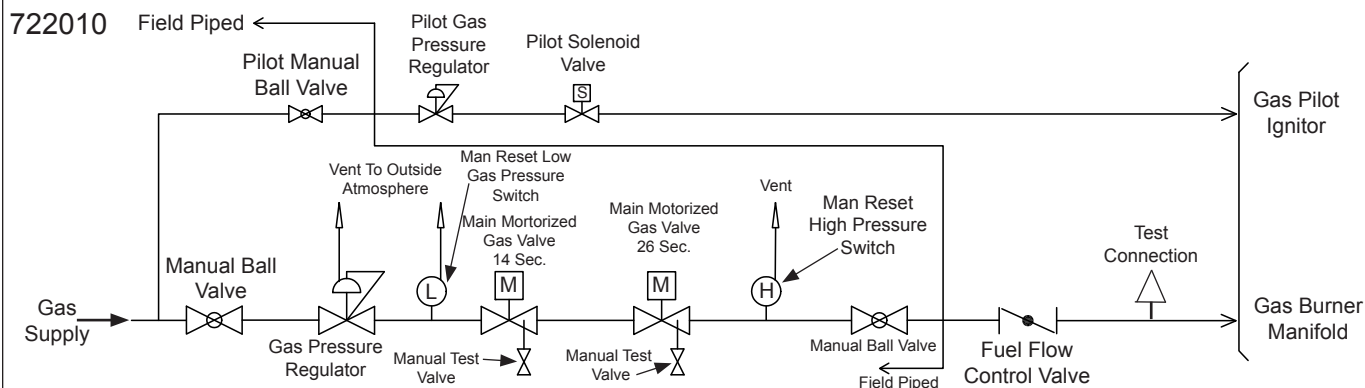 722010
Field Piped
Pilot Manual
Ball Valve
Pilot Gas
Pressure
Regulator
Pilot Solenoid
Valve
S
Gas Pilot
Ignitor
Vent To Outside
Atmosphere
Man Reset Low
Gas Pressure
Switch
Main Mortorized
Gas Valve
14 Sec.
Main Motorized
Gas Valve
26 Sec.
Vent
Man Reset
High Pressure
Switch
Test
Connection
Manual Ball
Valve
L
M
M
H
Gas
Supply
Gas Burner
Manifold
Gas Pressure
Regulator
Manual Test
Valve
Manual Test
Valve
Manual Ball Valve
Field Piped
Fuel Flow
Control Valve